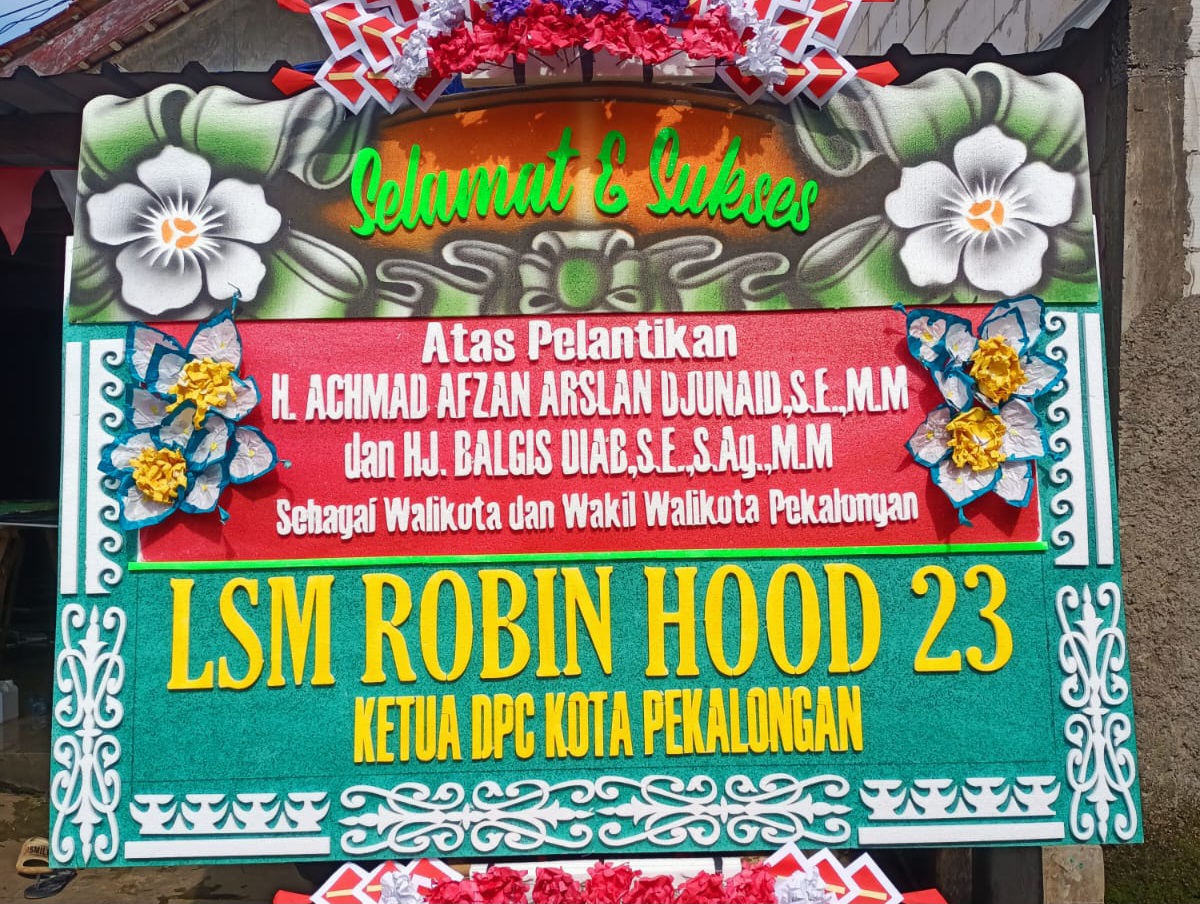 Selamat & Sukses
Atas Pelantikan
H. ACHMAD AFZAN ARSLAN DJUNAID,S.E.,M.M
dan HJ. BALGIS DIAB,S.E.,S.Ag.,M.M
Sebagai Walikota dan Wakil Walikota Pekalongan
LSM ROBIN HOOD 23
KETUA DPC KOTA PEKALONGAN